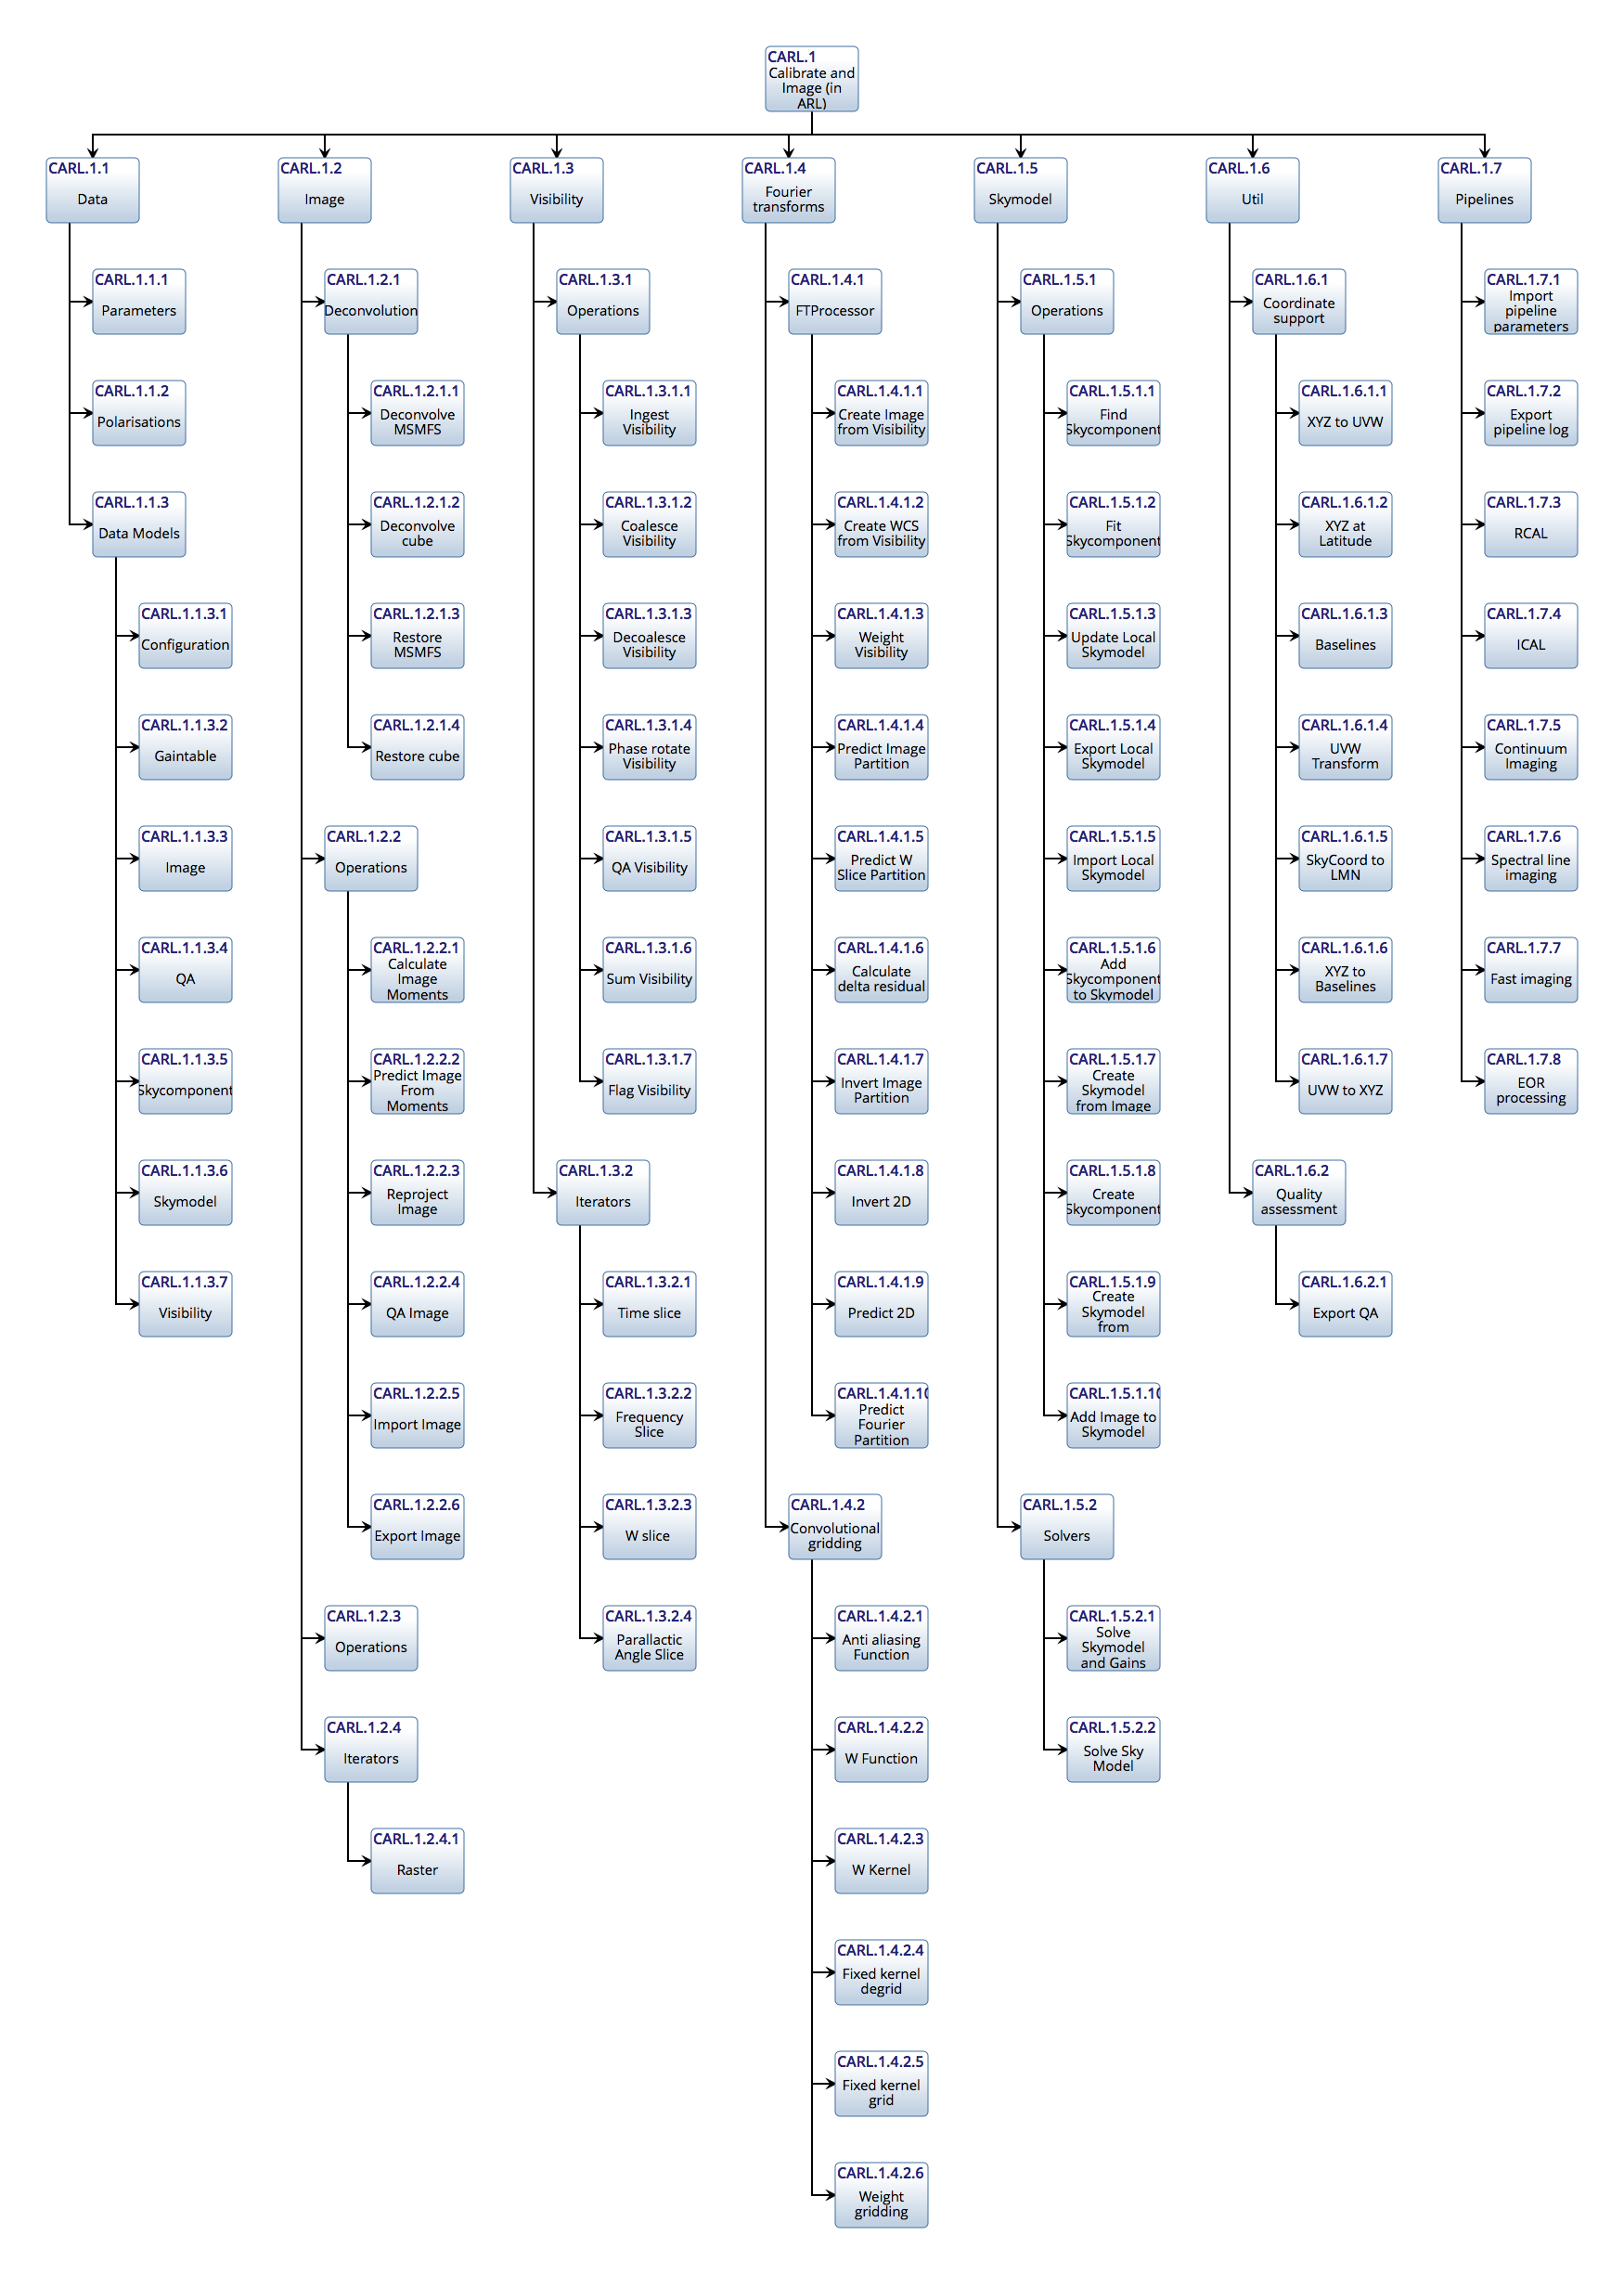 CARL.1
Calibrate and
Image (in
ARL)
CARL.1.1
Data
CARL.1.1.1
Parameters
CARL.1.1.2
Polarisations
CARL.1.1.3
Data Models
CARL.1.1.3.1
Configuration
CARL.1.1.3.2
Gaintable
CARL.1.1.3.3
Image
CARL.1.1.3.4
QA
CARL.1.1.3.5
Skycomponent
CARL.1.1.3.6
Skymodel
CARL.1.1.3.7
Visibility
CARL.1.2
Image
CARL.1.2.1
Deconvolution
CARL.1.2.1.1
Deconvolve
MSMFS
CARL.1.2.1.2
Deconvolve
cube
CARL.1.2.1.3
Restore
MSMFS
CARL.1.2.1.4
Restore cube
CARL.1.2.2
Operations
CARL.1.2.2.1
Calculate
Image
Moments
CARL.1.2.2.2
Predict Image
From
Moments
CARL.1.2.2.3
Reproject
Image
CARL.1.2.2.4
QA Image
CARL.1.2.2.5
Import Image
CARL.1.2.2.6
Export Image
CARL.1.2.3
Operations
CARL.1.2.4
Iterators
CARL.1.2.4.1
Raster
CARL.1.3
Visibility
CARL.1.3.1
Operations
CARL.1.3.1.1
Ingest
Visibility
CARL.1.3.1.2
Coalesce
Visibility
CARL.1.3.1.3
Decoalesce
Visibility
CARL.1.3.1.4
Phase rotate
Visibility
CARL.1.3.1.5
QA Visibility
CARL.1.3.1.6
Sum Visibility
CARL.1.3.1.7
Flag Visibility
CARL.1.3.2
Iterators
CARL.1.3.2.1
Time slice
CARL.1.3.2.2
Frequency
Slice
CARL.1.3.2.3
W slice
CARL.1.3.2.4
Parallactic
Angle Slice
CARL.1.4
Fourier
transforms
CARL.1.4.1
FTProcessor
CARL.1.4.1.1
Create Image
from Visibility
CARL.1.4.1.2
Create WCS
from Visibility
CARL.1.4.1.3
Weight
Visibility
CARL.1.4.1.4
Predict Image
Partition
CARL.1.4.1.5
Predict W
Slice Partition
CARL.1.4.1.6
Calculate
delta residual
CARL.1.4.1.7
Invert Image
Partition
CARL.1.4.1.8
Invert 2D
CARL.1.4.1.9
Predict 2D
CARL.1.4.1.10
Predict
Fourier
Partition
CARL.1.4.2
Convolutional
gridding
CARL.1.4.2.1
Anti aliasing
Function
CARL.1.4.2.2
W Function
CARL.1.4.2.3
W Kernel
CARL.1.4.2.4
Fixed kernel
degrid
CARL.1.4.2.5
Fixed kernel
grid
CARL.1.4.2.6
Weight
gridding
CARL.1.5
Skymodel
CARL.1.5.1
Operations
CARL.1.5.1.1
Find
Skycomponent
CARL.1.5.1.2
Fit
Skycomponent
CARL.1.5.1.3
Update Local
Skymodel
CARL.1.5.1.4
Export Local
Skymodel
CARL.1.5.1.5
Import Local
Skymodel
CARL.1.5.1.6
Add
Skycomponent
to Skymodel
CARL.1.5.1.7
Create
Skymodel
from Image
CARL.1.5.1.8
Create
Skycomponent
CARL.1.5.1.9
Create
Skymodel
from
CARL.1.5.1.10
Add Image to
Skymodel
CARL.1.5.2
Solvers
CARL.1.5.2.1
Solve
Skymodel
and Gains
CARL.1.5.2.2
Solve Sky
Model
CARL.1.6
Util
CARL.1.6.1
Coordinate
support
CARL.1.6.1.1
XYZ to UVW
CARL.1.6.1.2
XYZ at
Latitude
CARL.1.6.1.3
Baselines
CARL.1.6.1.4
UVW
Transform
CARL.1.6.1.5
SkyCoord to
LMN
CARL.1.6.1.6
XYZ to
Baselines
CARL.1.6.1.7
UVW to XYZ
CARL.1.6.2
Quality
assessment
CARL.1.6.2.1
Export QA
CARL.1.7
Pipelines
CARL.1.7.1
Import
pipeline
parameters
CARL.1.7.2
Export
pipeline log
CARL.1.7.3
RCAL
CARL.1.7.4
ICAL
CARL.1.7.5
Continuum
Imaging
CARL.1.7.6
Spectral line
imaging
CARL.1.7.7
Fast imaging
CARL.1.7.8
EOR
processing